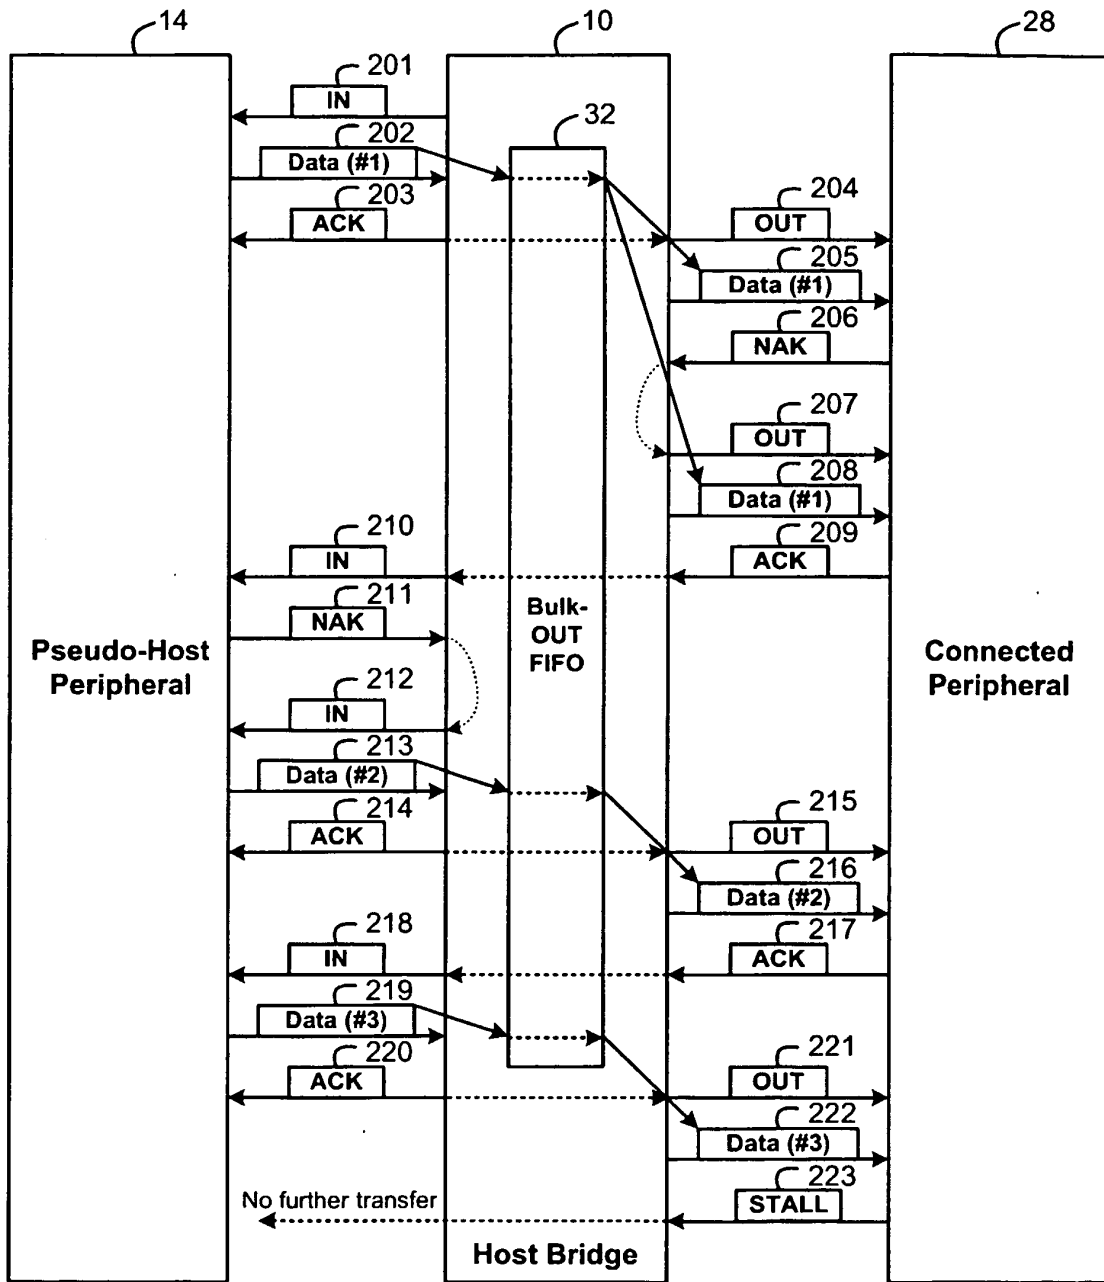 14
10
28
201
IN
202
Data (#1)
32
203
ACK
204
OUT
205
Data (#1)
206
NAK
207
OUT
208
Data (#1)
210
IN
209
ACK
211
NAK
Bulk-
OUT
FIFO
Pseudo-Host
Peripheral
Connected
Peripheral
212
IN
213
Data (#2)
214
ACK
215
OUT
216
Data (#2)
218
IN
217
ACK
219
Data (#3)
220
ACK
221
OUT
222
Data (#3)
223
STALL
No further transfer
Host Bridge